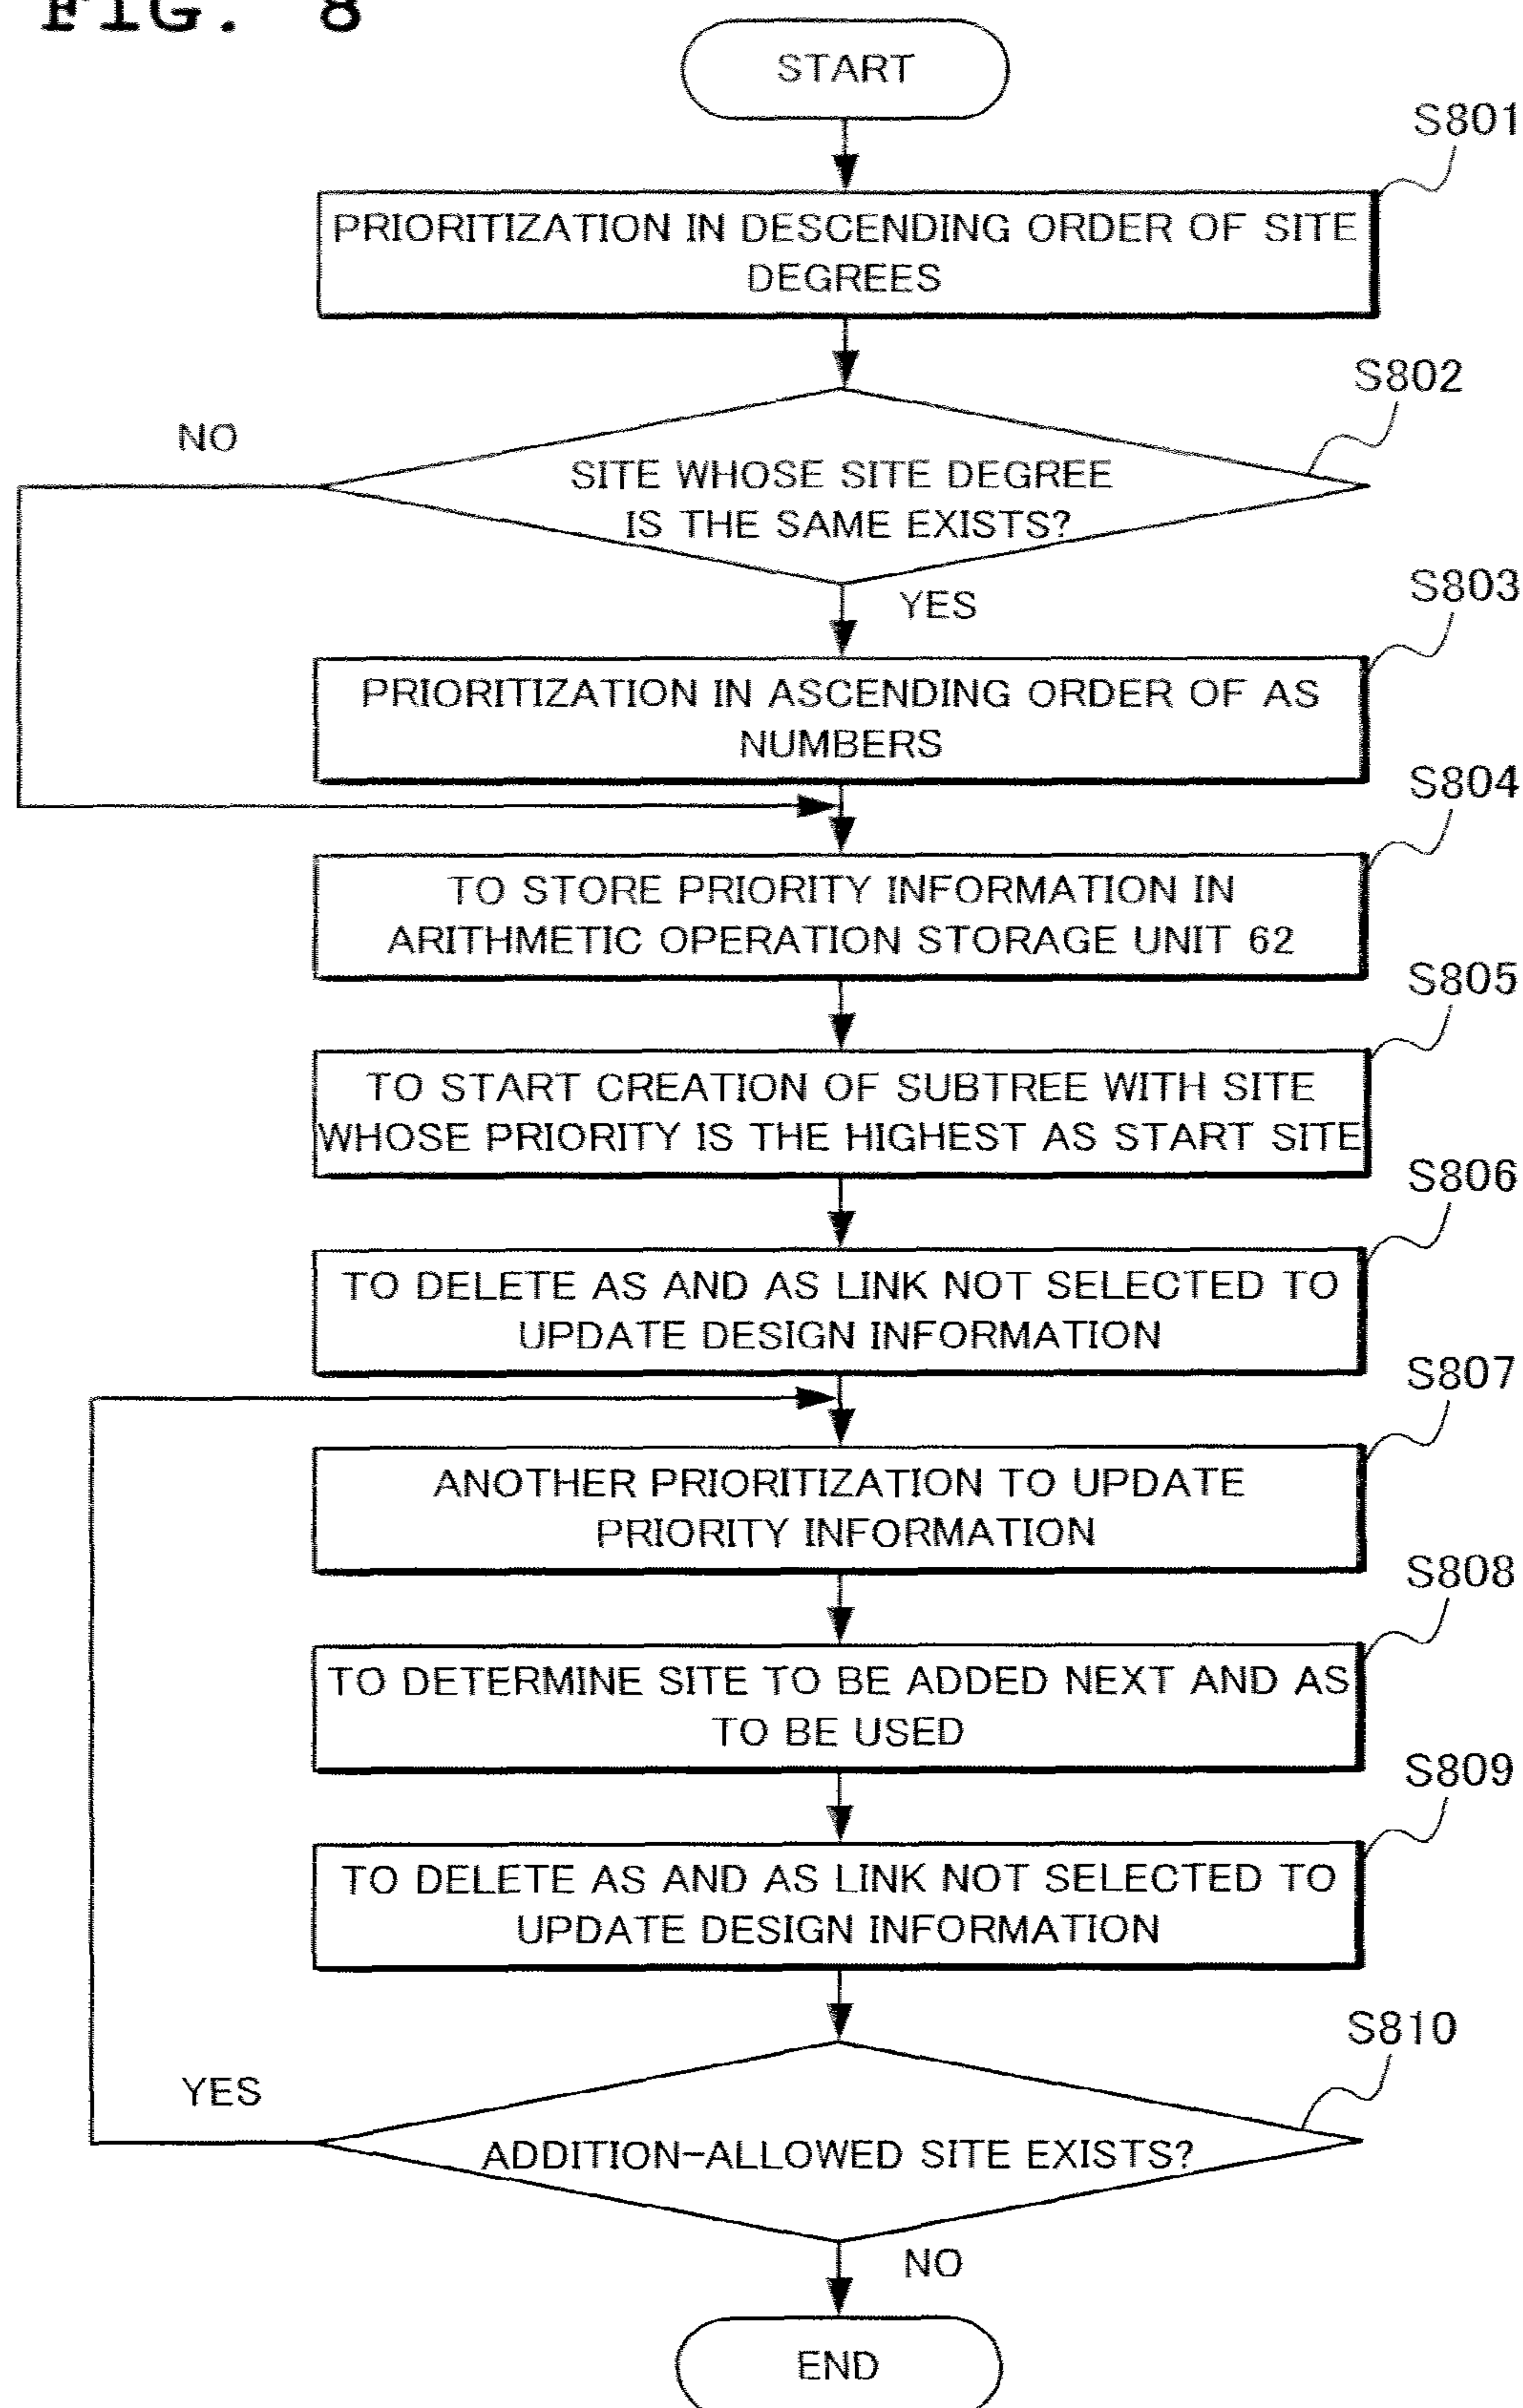 FIG. 8
START
S801
PRIORITIZATION IN DESCENDING ORDER OF SITE
DEGREES
S802
NO
SITE WHOSE SITE DEGREE
IS THE SAME EXISTS?
YES
S803
PRIORITIZATION IN ASCENDING ORDER OF AS
NUMBERS
S804
TO STORE PRIORITY INFORMATION IN
ARITHMETIC OPERATION STORAGE UNIT 62
S805
TO START CREATION OF SUBTREE WITH SITE
WHOSE PRIORITY IS THE HIGHEST AS START SITE
S806
TO DELETE AS AND AS LINK NOT SELECTED TO
UPDATE DESIGN INFORMATION
S807
ANOTHER PRIORITIZATION TO UPDATE
PRIORITY INFORMATION
S808
TO DETERMINE SITE TO BE ADDED NEXT AND AS
TO BE USED
S809
TO DELETE AS AND AS LINK NOT SELECTED TO
UPDATE DESIGN INFORMATION
S810
YES
ADDITION-ALLOWED SITE EXISTS?
NO
END